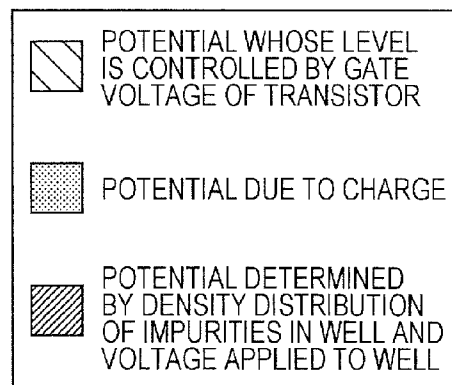 POTENTIAL WHOSE LEVEL
IS CONTROLLED BY GATE
VOLTAGE OF TRANSISTOR
POTENTIAL DUE TO CHARGE
POTENTIAL DETERMINED
BY DENSITY DISTRIBUTION
OF IMPURITIES IN WELL AND
VOLTAGE APPLIED TO WELL